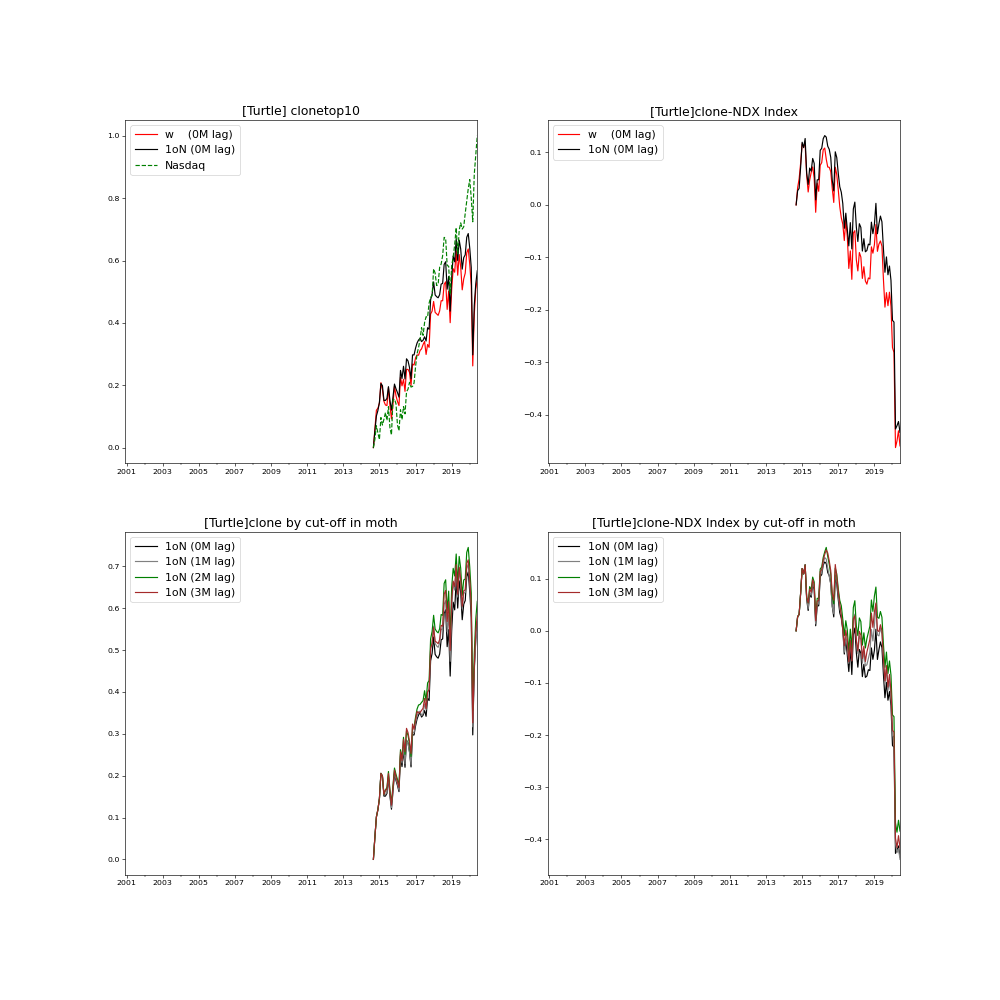 [Turtle] clonetop10
w    (0M lag)
1oN (0M lag)
Nasdaq
1.0
0.8
0.6
0.4
0.2
0.0
2001 2003 2005 2007 2009 2011 2013 2015 2017 2019
[Turtle]clone-NDX Index
w    (0M lag)
1oN (0M lag)
0.1
0.0
−0.1
−0.2
−0.3
−0.4
2001 2003 2005 2007 2009 2011 2013 2015 2017 2019
[Turtle]clone by cut-off in moth
1oN (0M lag)
1oN (1M lag)
1oN (2M lag)
1oN (3M lag)
0.7
0.6
0.5
0.4
0.3
0.2
0.1
0.0
2001 2003 2005 2007 2009 2011 2013 2015 2017 2019
[Turtle]clone-NDX Index by cut-off in moth
1oN (0M lag)
1oN (1M lag)
1oN (2M lag)
1oN (3M lag)
0.1
0.0
−0.1
−0.2
−0.3
−0.4
2001 2003 2005 2007 2009 2011 2013 2015 2017 2019